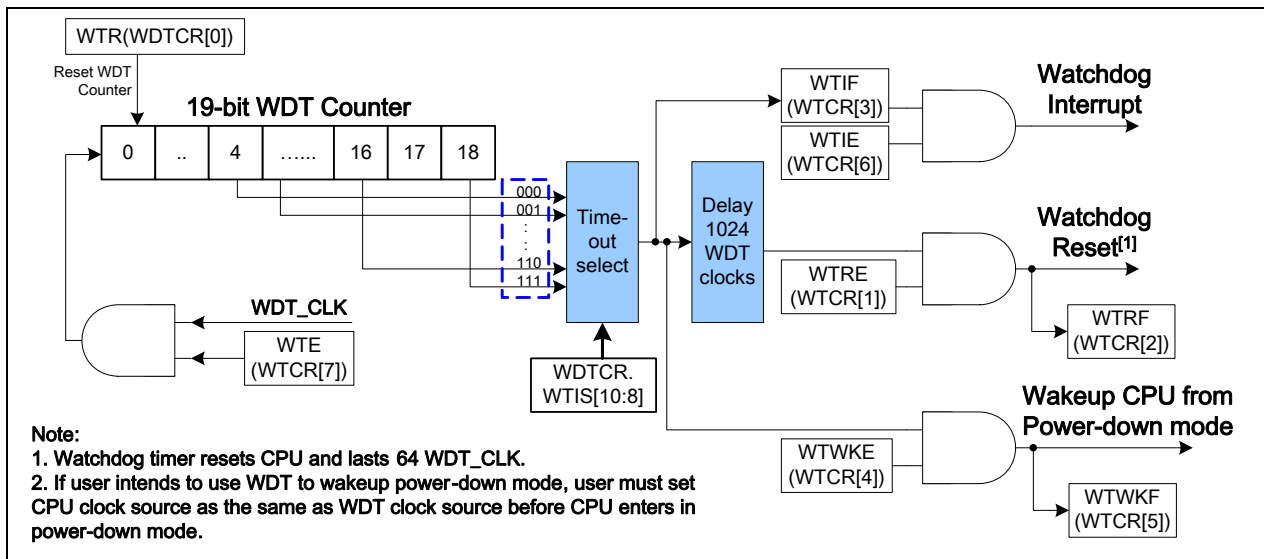 WTR(WDTCR[0])
Reset WDT
Counter
19-bit WDT Counter
0 .. 4 …... 16 17 18
000
001
:
:
110
111
Time-
out
select
WDTCR.
WTIS[10:8]
WDT_CLK
WTE
(WTCR[7])
Delay
1024
WDT
clocks
WTIF
(WTCR[3])
WTIE
(WTCR[6])
Watchdog
Interrupt
WTRE
(WTCR[1])
Watchdog
Reset[1]
WTRF
(WTCR[2])
WTWKE
(WTCR[4])
Wakeup CPU from
Power-down mode
WTWKF
(WTCR[5])
Note:
1. Watchdog timer resets CPU and lasts 64 WDT_CLK.
2. If user intends to use WDT to wakeup power-down mode, user must set
CPU clock source as the same as WDT clock source before CPU enters in
power-down mode.